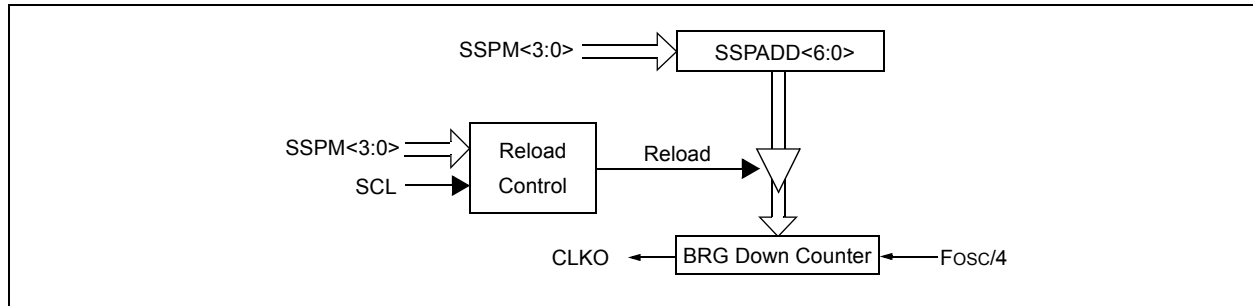 SSPM<3:0>
SSPADD<6:0>
SSPM<3:0>
SCL
Reload
Control
Reload
CLKO
BRG Down Counter
FOSC/4